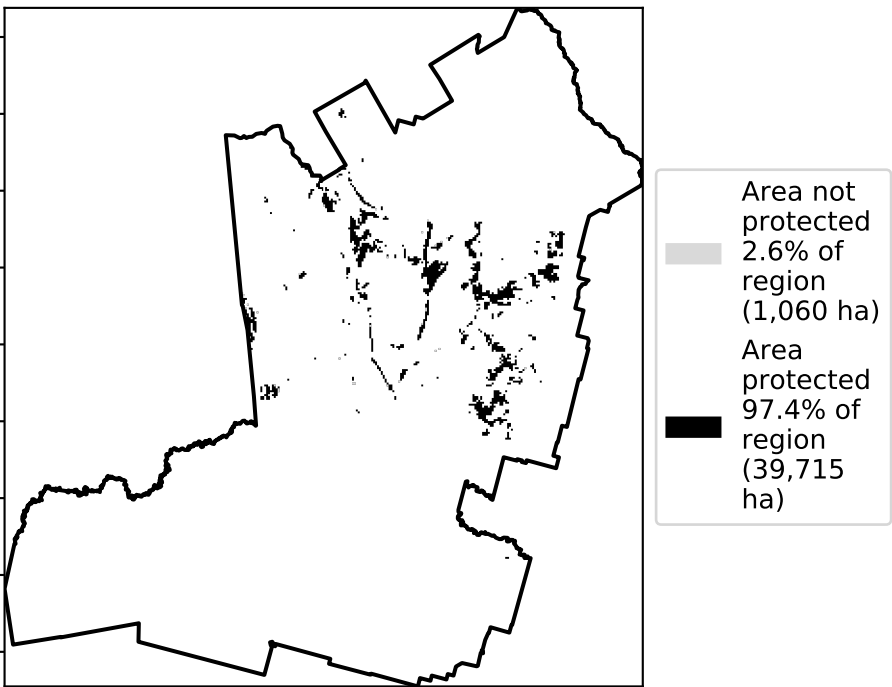 Area not
protected
2.6% of
region
(1,060 ha)
Area
protected
97.4% of
region
(39,715
ha)